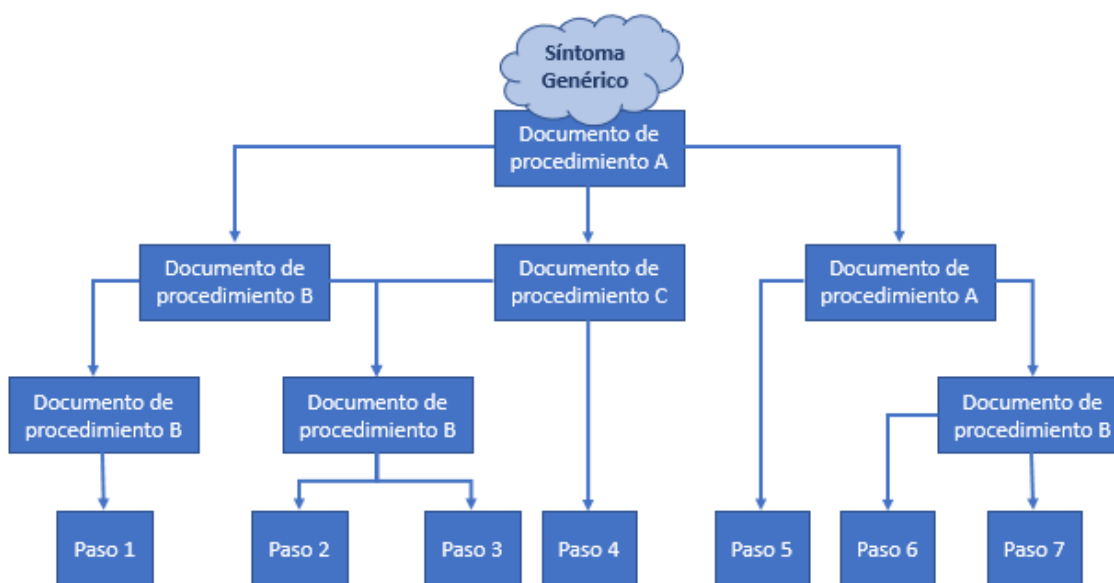 Síntoma
Genérico
Documento de
procedimiento A
Documento de
procedimiento B
Documento de
procedimiento C
Documento de
procedimiento A
Documento de
procedimiento B
Documento de
procedimiento B
Documento de
procedimiento B
Paso 1
Paso 2
Paso 3
Paso 4
Paso 5
Paso 6
Paso 7